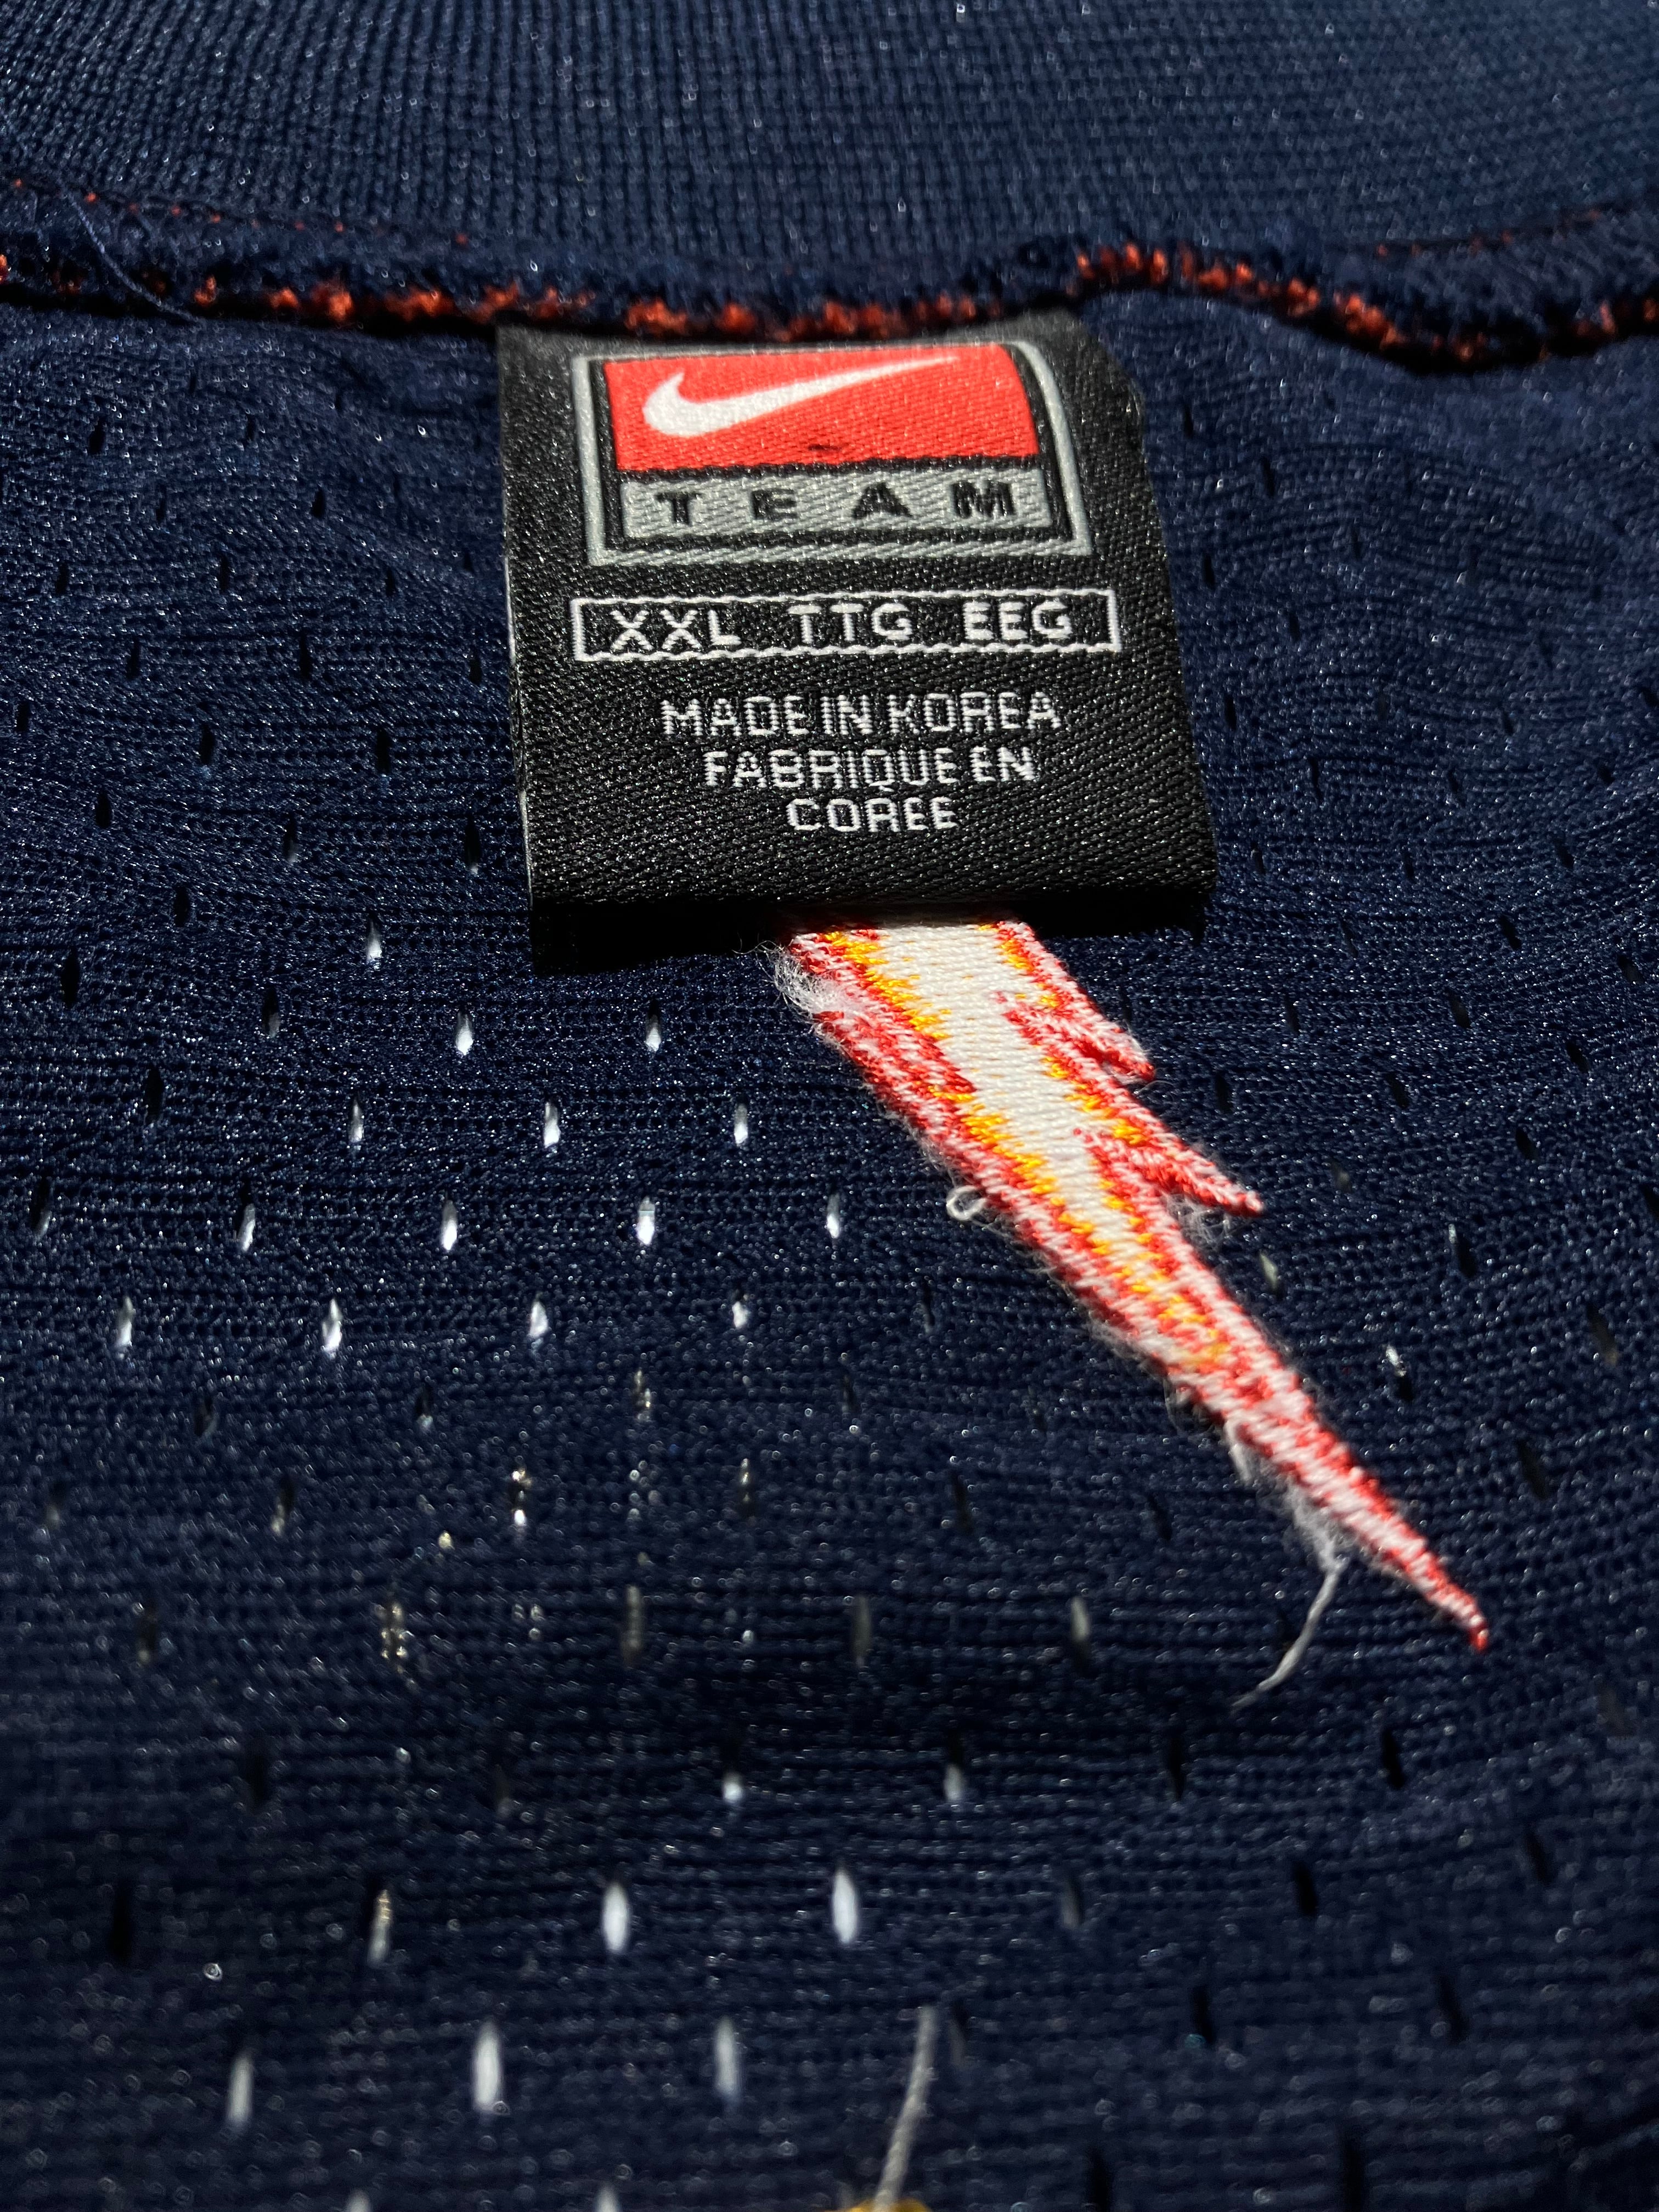 TEAM
XXL TTG EEG
MADE IN KOREA
FABRIQUE EN
COREE